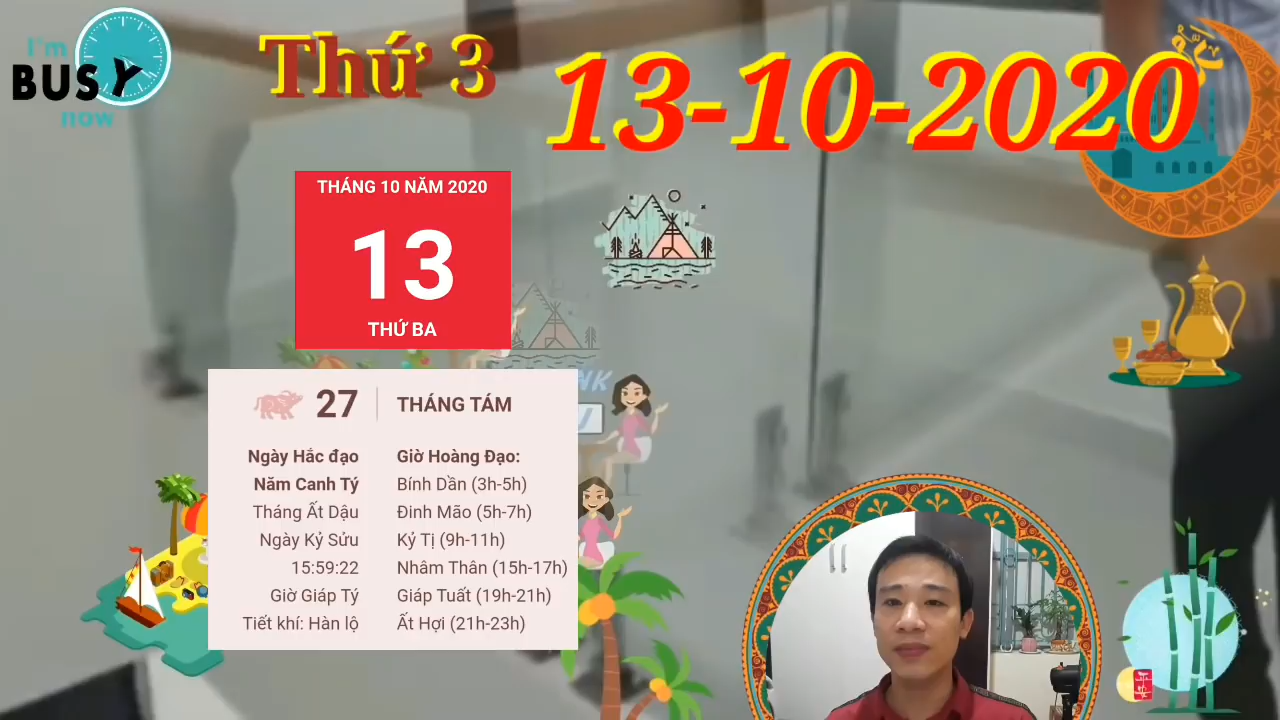 I'm
BUSY
now
Thứ 3
13-10-2020
THÁNG 10 NĂM 2020
13
THỨ BA
27
THÁNG TÁM
Ngày Hắc đạo
Năm Canh Tý
Tháng Ất Dậu
Ngày Kỷ Sửu
15:59:22
Giờ Giáp Tý
Tiết khí: Hàn lộ
Giờ Hoàng Đạo:
Bính Dần (3h-5h)
Đinh Mão (5h-7h)
Kỷ Tị (9h-11h)
Nhâm Thân (15h-17h)
Giáp Tuất (19h-21h)
Ất Hợi (21h-23h)